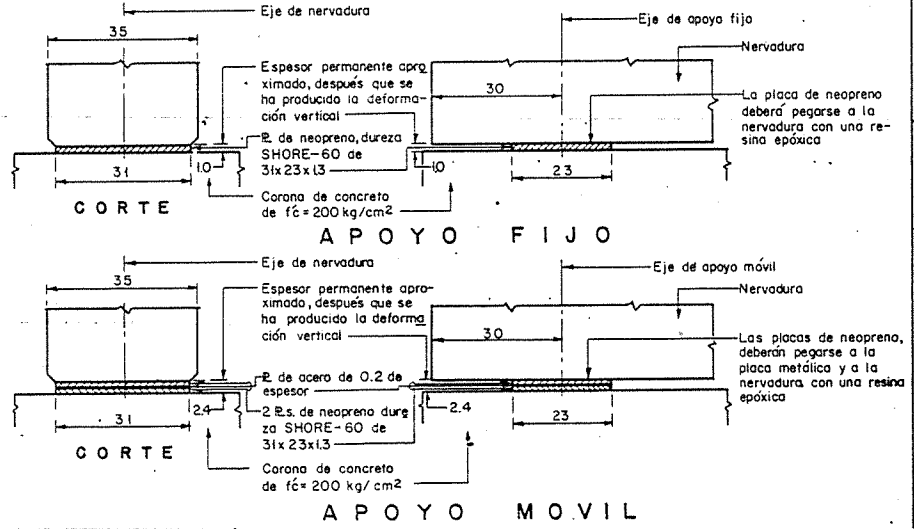 Eje de nervadura
35
Espesor permanente apro
ximado, después que se
ha producido la deforma-
ción vertical
PL de neopreno, dureza
SHORE-60 de
31x23x1.3
1.0
31
CORTE
Corona de concreto
de f'c=200 kg/cm2
Eje de apoyo fijo
Nervadura
30
La placa de neopreno
deberá pegarse a la
nervadura con una re-
sina epóxica
1.0
23
APOYO FIJO
Eje de nervadura
35
Espesor permanente apro-
ximado, después que se
ha producido la deforma
ción vertical
PL de acero de 0.2 de
espesor
2 PLs. de neopreno dure
za SHORE-60 de
31x23x1.3
2.4
31
CORTE
Corona de concreto
de f'c=200 kg/cm2
Eje de apoyo móvil
Nervadura
30
Las placas de neopreno,
deberán pegarse a la
placa metálica y a la
nervadura con una resina
epóxica
2.4
23
APOYO MOVIL